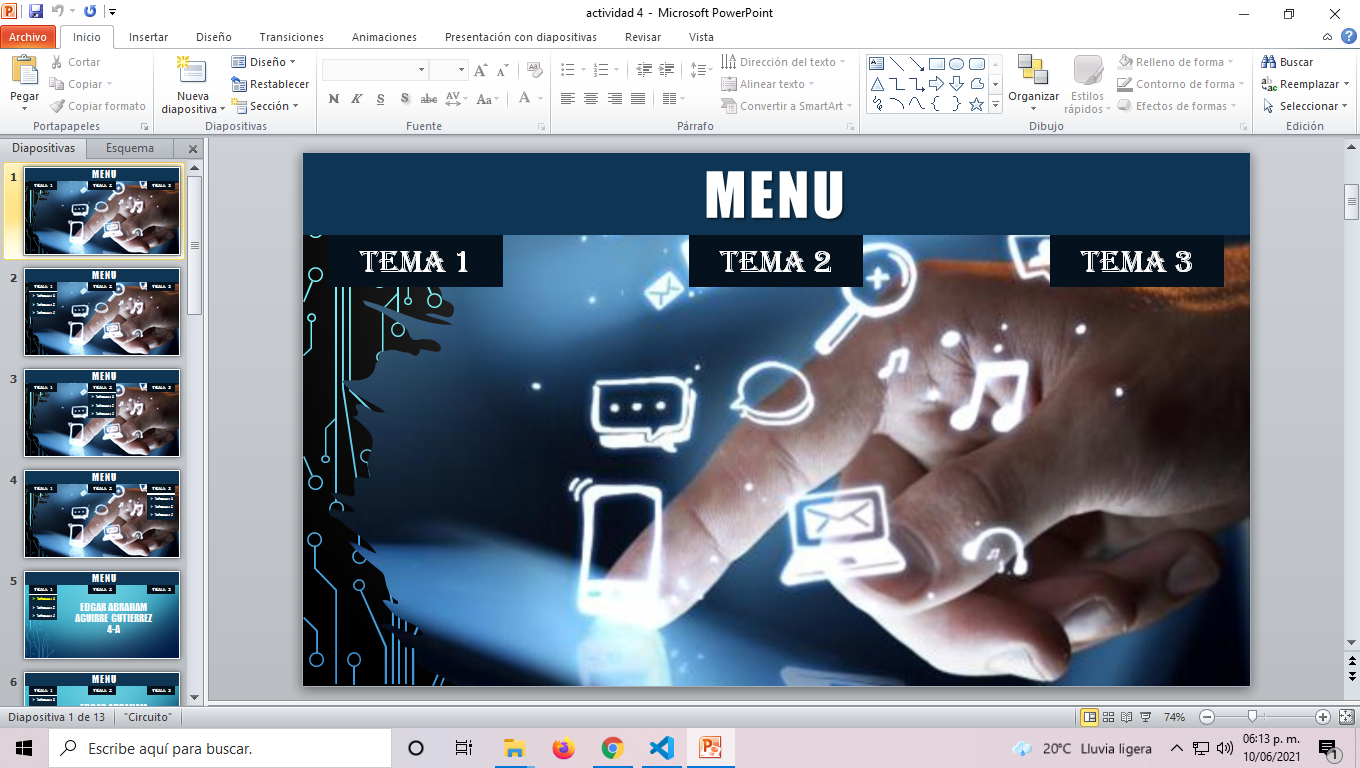 actividad 4 - Microsoft PowerPoint
Archivo Inicio Insertar Diseño Transiciones Animaciones Presentación con diapositivas Revisar Vista
Pegar
Cortar
Copiar
Copiar formato
Portapapeles
Nueva diapositiva
Diseño
Restablecer
Sección
Diapositivas
N K S S abc AV Aa A
Fuente
Dirección del texto
Alinear texto
Convertir a SmartArt
Párrafo
Organizar
Estilos rápidos
Relleno de forma
Contorno de forma
Efectos de formas
Dibujo
Buscar
Reemplazar
Seleccionar
Edición
Diapositivas Esquema
1
MENU
TEMA 1 TEMA 2 TEMA 3
2
MENU
TEMA 1 TEMA 2 TEMA 3
3
MENU
TEMA 1 TEMA 2 TEMA 3
4
MENU
TEMA 1 TEMA 2 TEMA 3
5
MENU
TEMA 1 TEMA 2 TEMA 3
EDGAR ABRAHAM
AGUIRRE GUTIERREZ
4-A
6
MENU
TEMA 1 TEMA 2 TEMA 3
MENU
TEMA 1 TEMA 2 TEMA 3
Diapositiva 1 de 13 "Circuito" 74%
Escribe aquí para buscar.
20°C Lluvia ligera
06:13 p. m.
10/06/2021
1